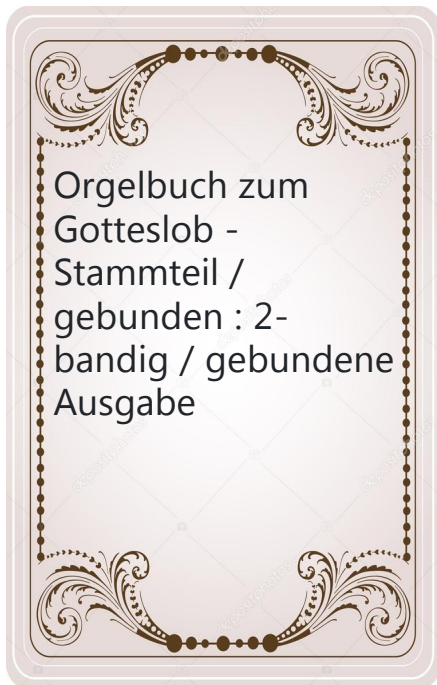 Orgelbuch zum
Gotteslob -
Stammteil /
gebunden : 2-
bandig / gebundene
Ausgabe